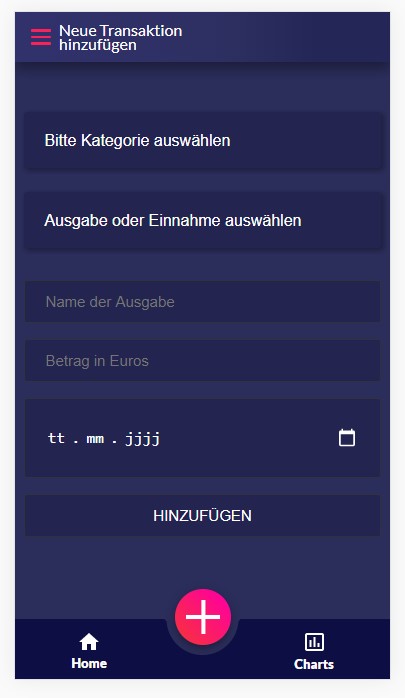 Neue Transaktion
hinzufügen
Bitte Kategorie auswählen
Ausgabe oder Einnahme auswählen
Name der Ausgabe
Betrag in Euros
tt . mm . jjjj
HINZUFÜGEN
Home
Charts